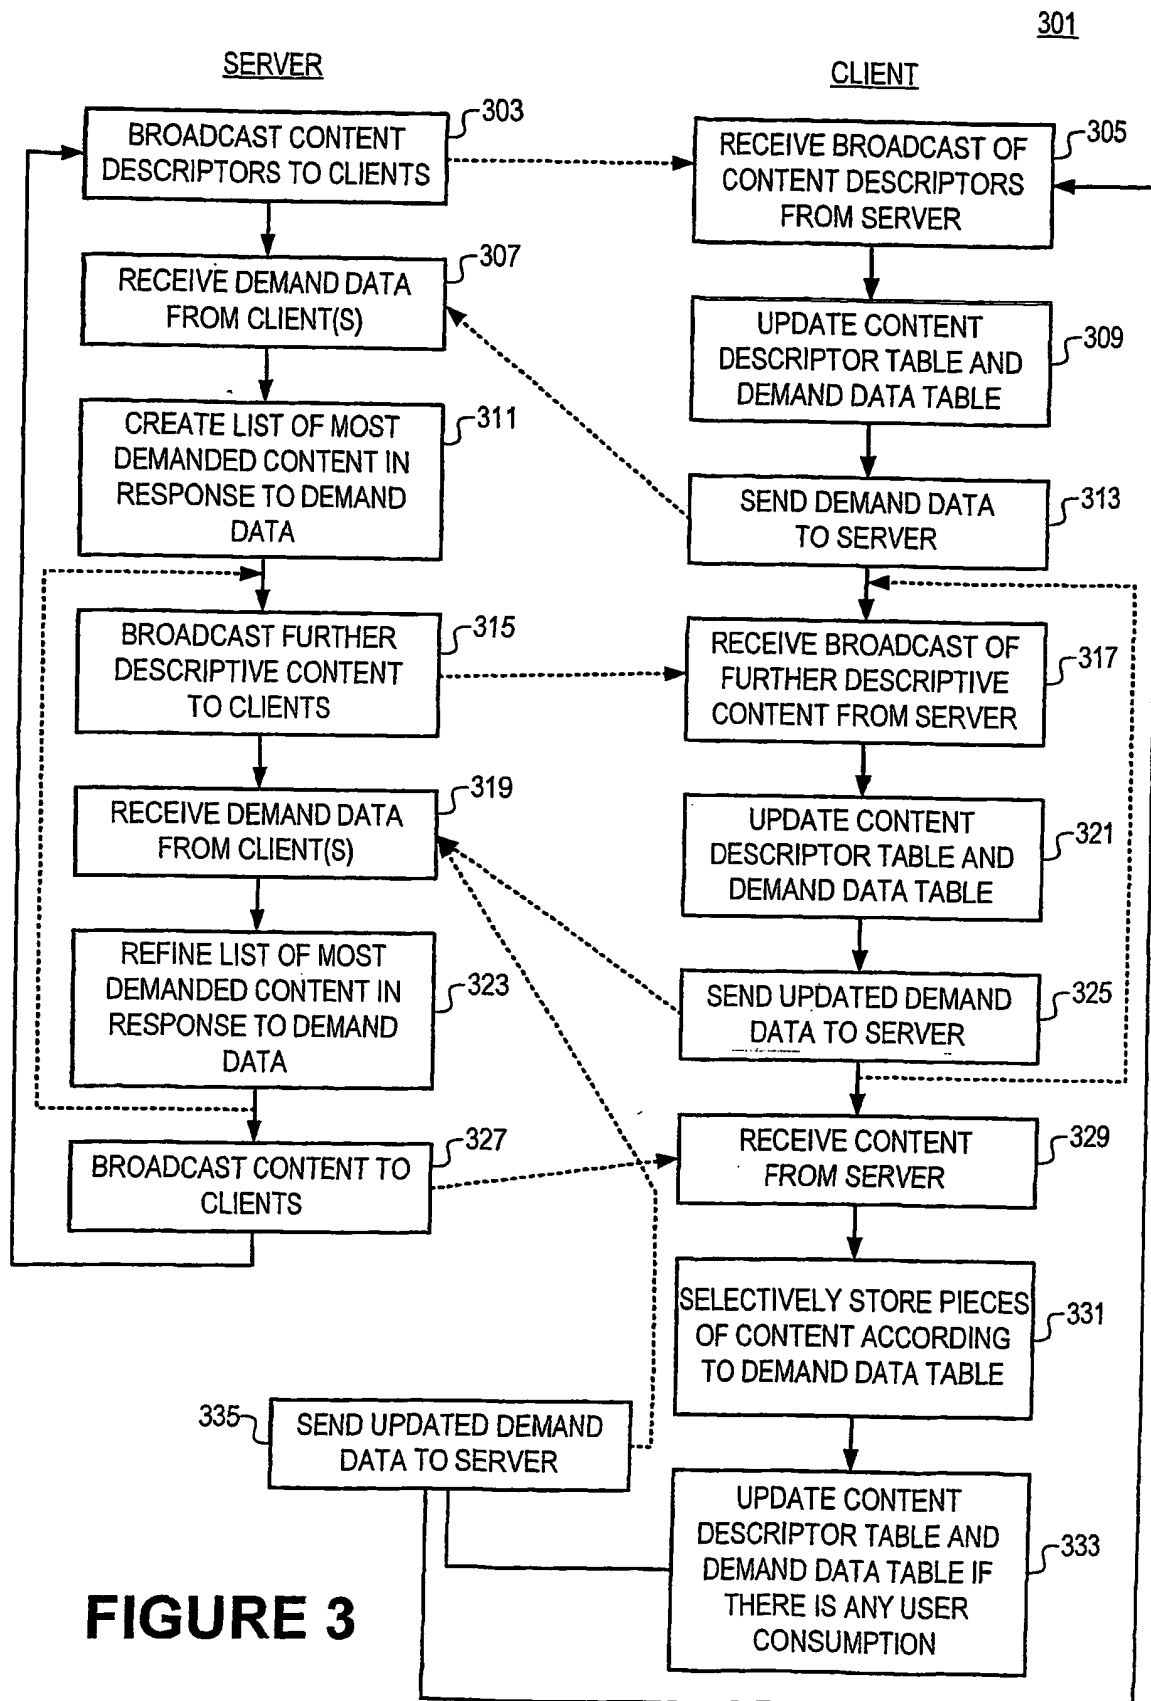 301
SERVER
CLIENT
303
BROADCAST CONTENT
DESCRIPTORS TO CLIENTS
305
RECEIVE BROADCAST OF
CONTENT DESCRIPTORS
FROM SERVER
307
RECEIVE DEMAND DATA
FROM CLIENT(S)
309
UPDATE CONTENT
DESCRIPTOR TABLE AND
DEMAND DATA TABLE
311
CREATE LIST OF MOST
DEMANDED CONTENT IN
RESPONSE TO DEMAND
DATA
313
SEND DEMAND DATA
TO SERVER
315
BROADCAST FURTHER
DESCRIPTIVE CONTENT
TO CLIENTS
317
RECEIVE BROADCAST OF
FURTHER DESCRIPTIVE
CONTENT FROM SERVER
319
RECEIVE DEMAND DATA
FROM CLIENT(S)
321
UPDATE CONTENT
DESCRIPTOR TABLE AND
DEMAND DATA TABLE
323
REFINE LIST OF MOST
DEMANDED CONTENT IN
RESPONSE TO DEMAND
DATA
325
SEND UPDATED DEMAND
DATA TO SERVER
327
BROADCAST CONTENT TO
CLIENTS
329
RECEIVE CONTENT
FROM SERVER
331
SELECTIVELY STORE PIECES
OF CONTENT ACCORDING
TO DEMAND DATA TABLE
335
SEND UPDATED DEMAND
DATA TO SERVER
333
UPDATE CONTENT
DESCRIPTOR TABLE AND
DEMAND DATA TABLE IF
THERE IS ANY USER
CONSUMPTION
FIGURE 3